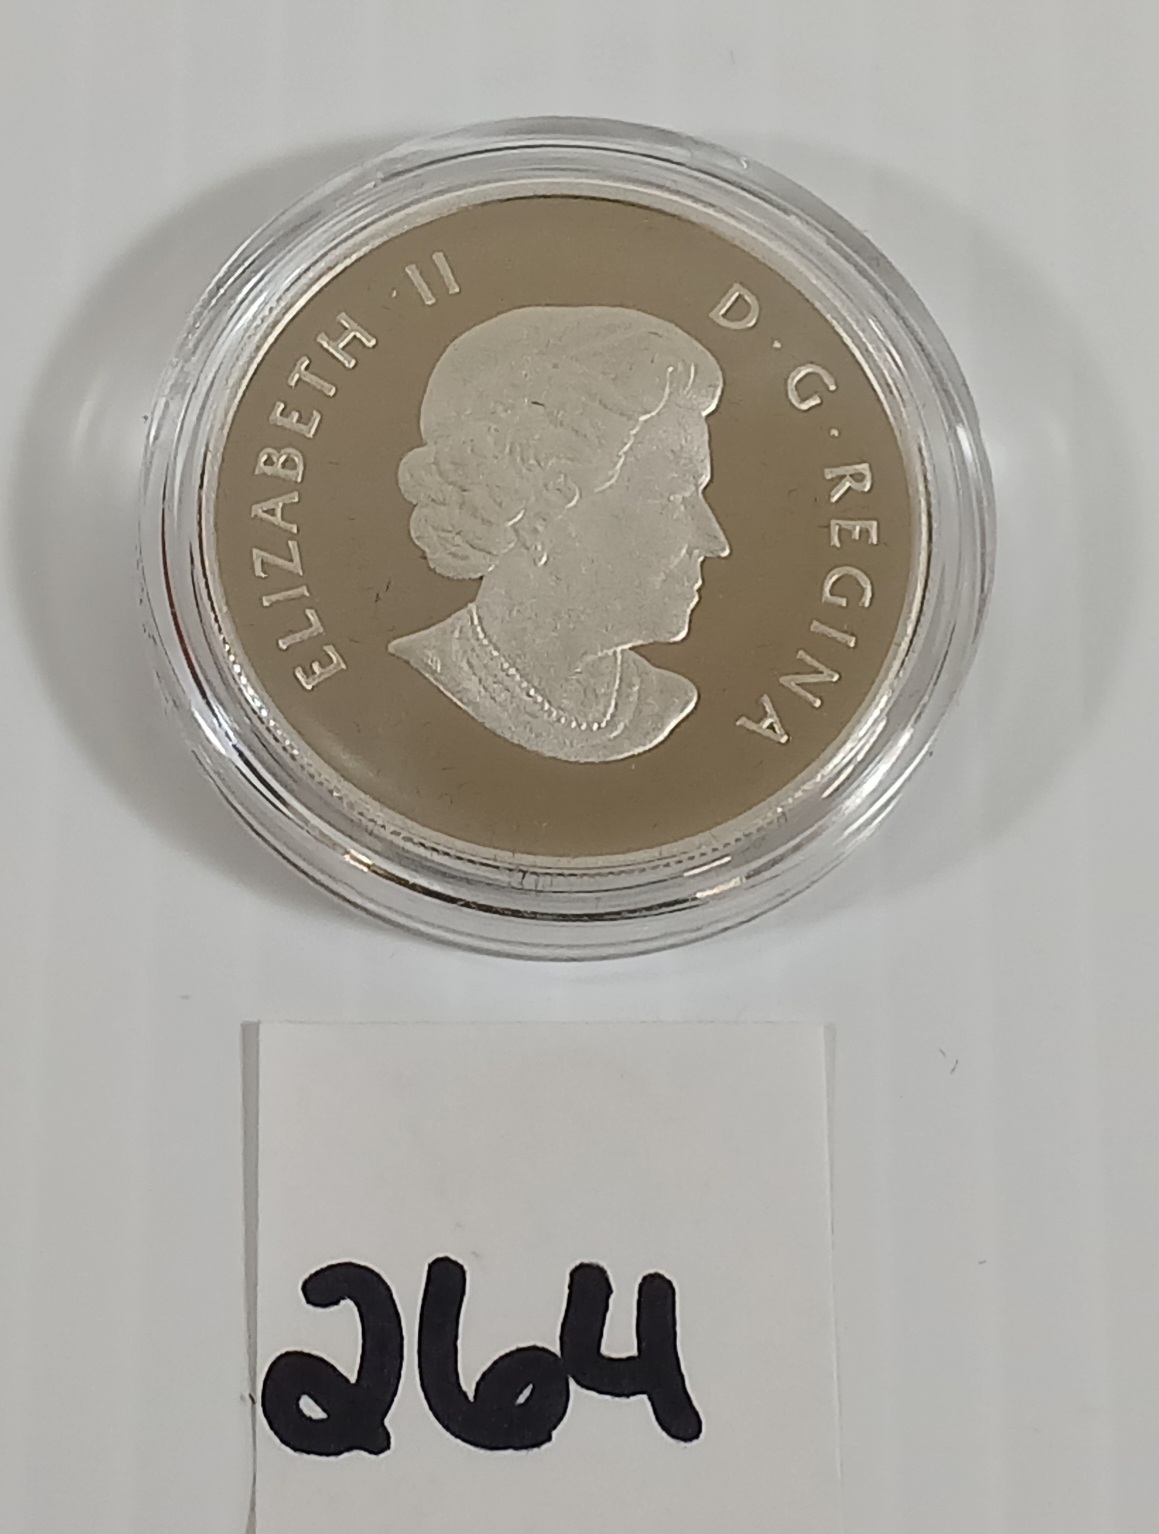 ELIZABETH II D·G·REGINA
264